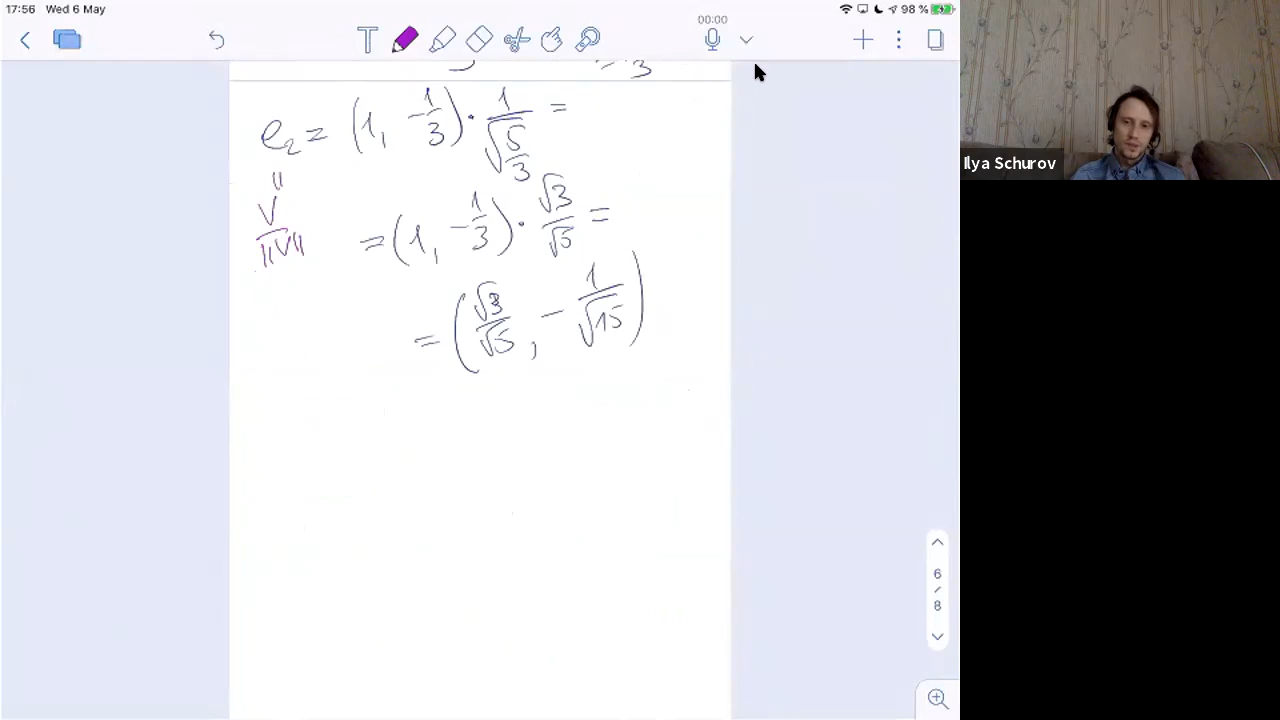 17:56 Wed 6 May
98 %
00:00
T
e₂ = (1, -1/3) · 1/√(5/3) =
"
V/||V||
= (1, -1/3) · √3/√5 =
= (√3/√5, -1/√15)
6
/
8
Ilya Schurov